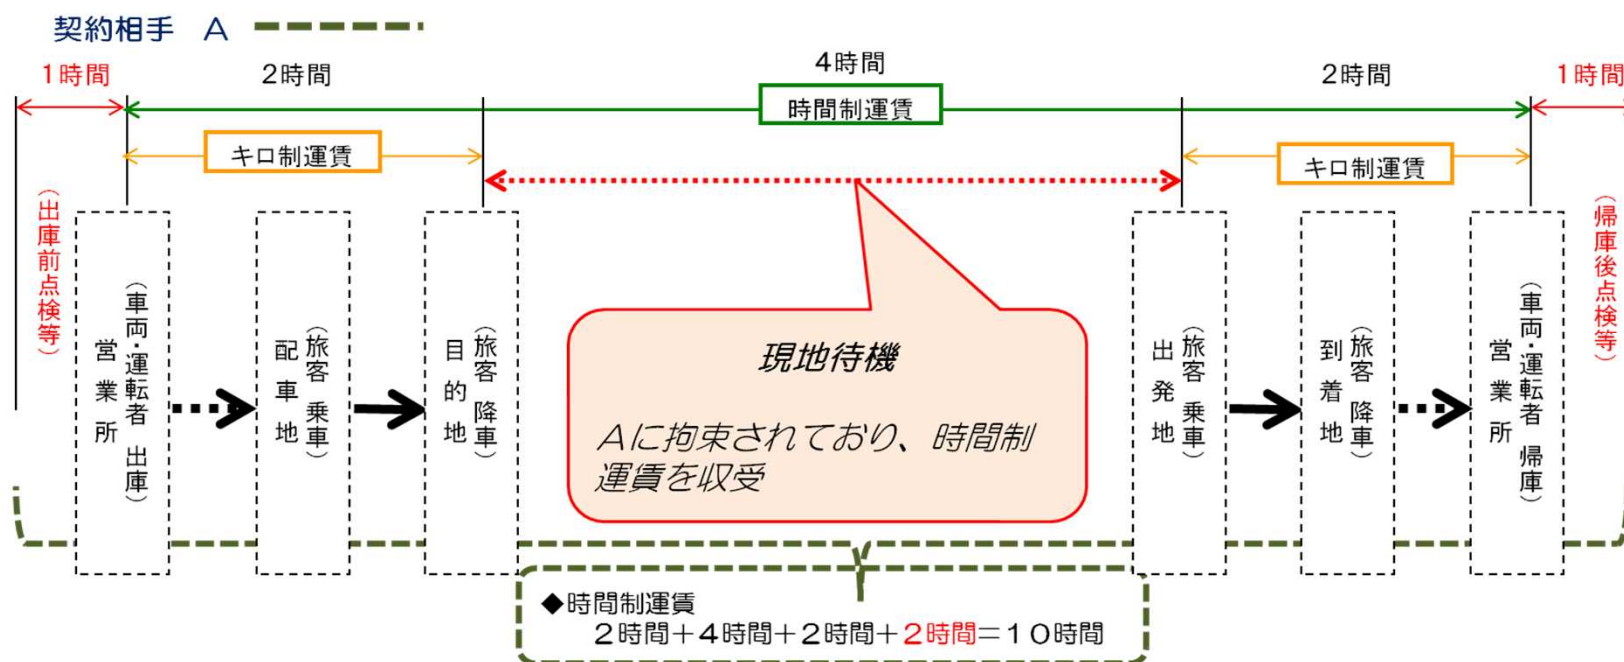 契約相手 A
1時間
2時間
4時間
2時間
1時間
時間制運賃
キロ制運賃
キロ制運賃
（出庫前点検等）
営業所
（車両・運転者 出庫）
配車地
（旅客 乗車）
目的地
（旅客 降車）
現地待機
Aに拘束されており、時間制
運賃を収受
出発地
（旅客 乗車）
到着地
（旅客 降車）
営業所
（車両・運転者 帰庫）
（帰庫後点検等）
◆時間制運賃
2時間＋4時間＋2時間＋2時間＝10時間